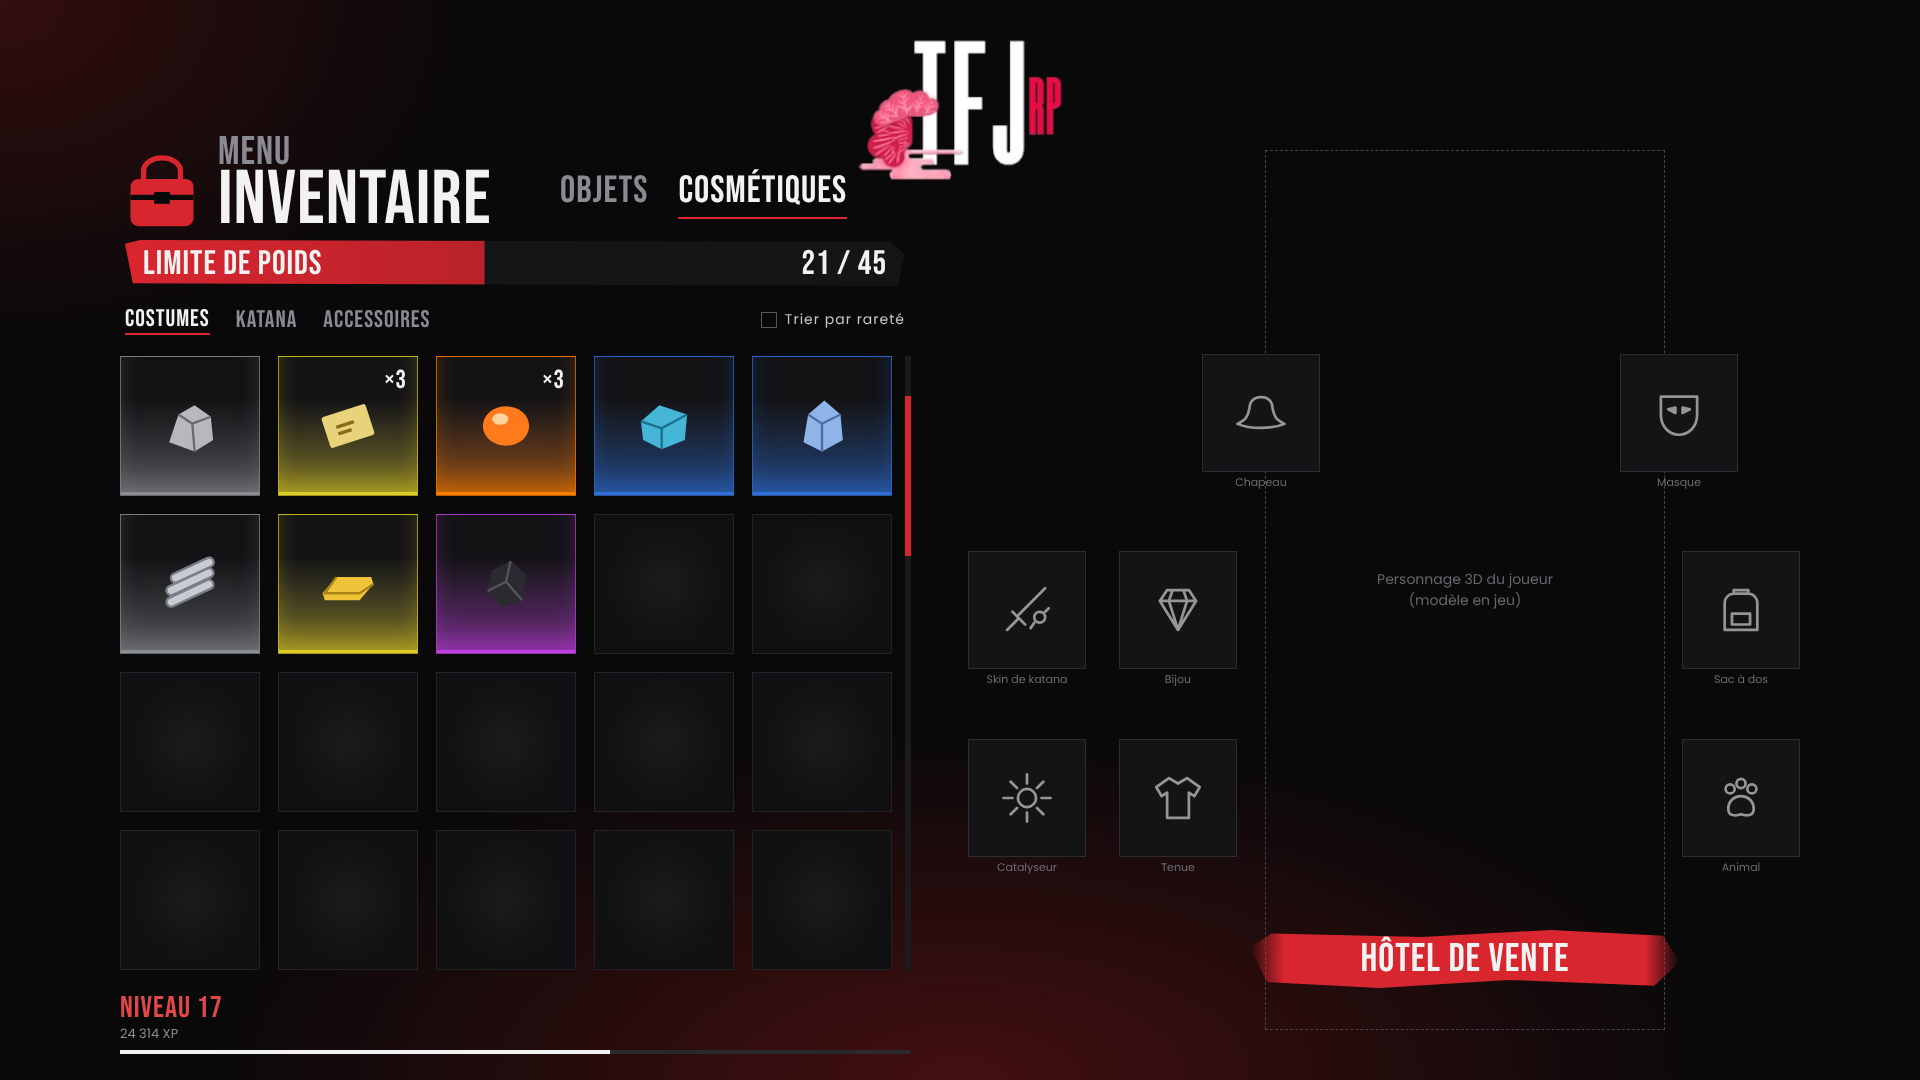 TFJ RP
MENU
INVENTAIRE
OBJETS COSMÉTIQUES
LIMITE DE POIDS 21 / 45
COSTUMES KATANA ACCESSOIRES Trier par rareté
×3 ×3
Chapeau Masque
Personnage 3D du joueur
(modèle en jeu)
Skin de katana Bijou Sac à dos
Catalyseur Tenue Animal
HÔTEL DE VENTE
NIVEAU 17
24 314 XP